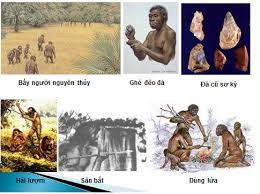 Bầy người nguyên thủy
Ghè đẽo đá
Đá cũ sơ kỳ
Hái lượm
Săn bắt
Dùng lửa